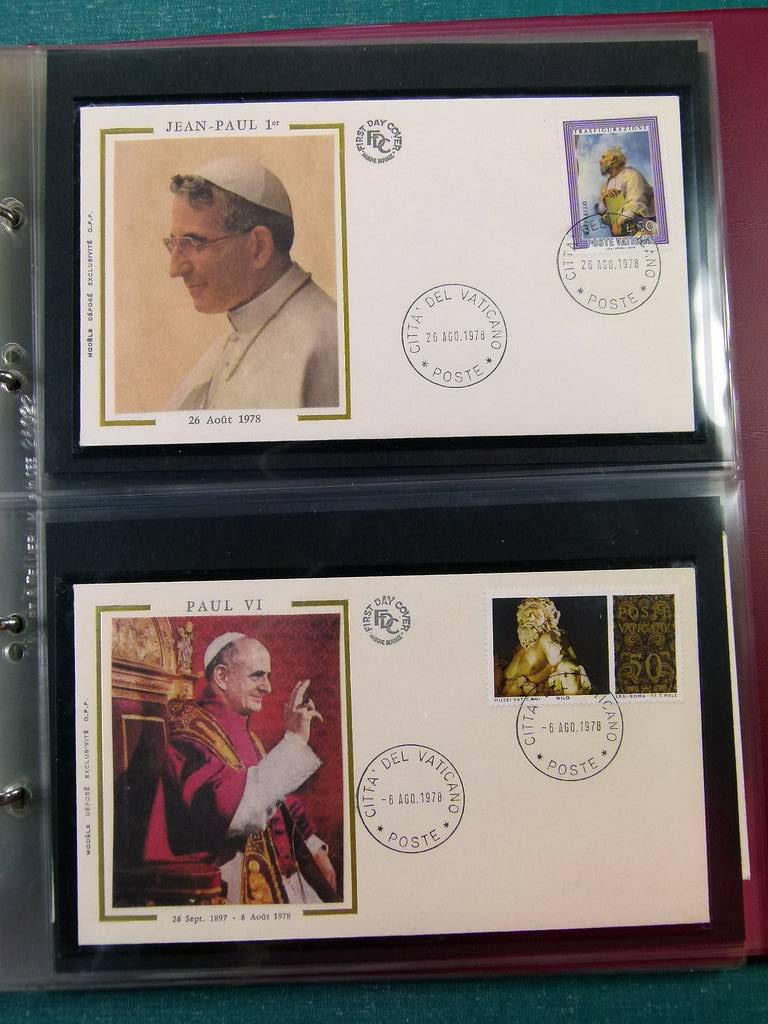 JEAN-PAUL 1er
FIRST DAY COVER
FDC
MODÈLE DÉPOSÉ EXCLUSIVITÉ O.P.F.
26 Août 1978
TRASFIGURAZIONE
POSTE VATICANE
CITTA' DEL VATICANO
26 AGO.1978
POSTE
CITTA' DEL VATICANO
26 AGO.1978
POSTE
PAUL VI
FIRST DAY COVER
FDC
MODÈLE DÉPOSÉ EXCLUSIVITÉ O.P.F.
26 Sept. 1897 - 6 Août 1978
POSTE
VATICANE
50
MUSEI VATICANI NILO
CITTA' DEL VATICANO
-6 AGO.1978
POSTE
CITTA' DEL VATICANO
-6 AGO.1978
POSTE